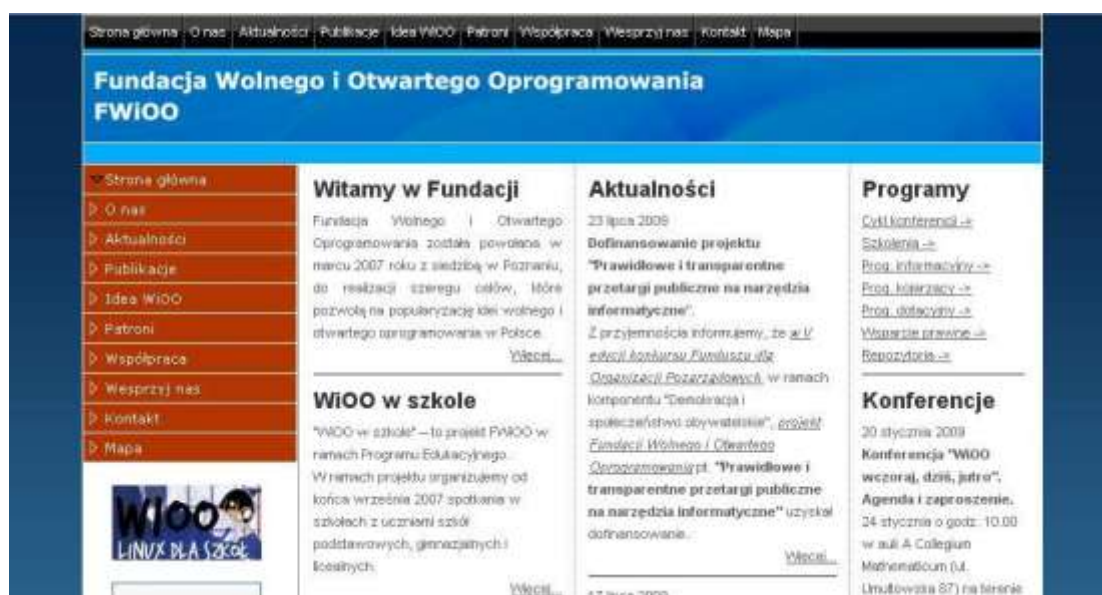 Strona główna O nas Aktualności Publikacje Idea WiOO Patroni Współpraca Wesprzyj nas Kontakt Mapa
Fundacja Wolnego i Otwartego Oprogramowania
FWiOO
Strona główna
O nas
Aktualności
Publikacje
Idea WiOO
Patroni
Współpraca
Wesprzyj nas
Kontakt
Mapa
WIOO
LINUX DLA SZKÓŁ
Witamy w Fundacji
Fundacja Wolnego i Otwartego
Oprogramowania została powołana w
marcu 2007 roku z siedzibą w Poznaniu,
do realizacji szeregu celów, które
pozwolą na popularyzację idei wolnego i
otwartego oprogramowania w Polsce.
Więcej...
WiOO w szkole
"WiOO w szkole" – to projekt FWiOO w
ramach Programu Edukacyjnego.
W ramach projektu organizujemy od
końca września 2007 spotkania w
szkołach z uczniami szkół
podstawowych, gimnazjalnych i
licealnych.
Więcej...
Aktualności
23 lipca 2009
Dofinansowanie projektu
"Prawidłowe i transparentne
przetargi publiczne na narzędzia
informatyczne".
Z przyjemnością informujemy, że w V
edycji konkursu Funduszu dla
Organizacji Pozarządowych, w ramach
komponentu "Demokracja i
społeczeństwo obywatelskie", projekt
Fundacji Wolnego i Otwartego
Oprogramowania pt. "Prawidłowe i
transparentne przetargi publiczne
na narzędzia informatyczne" uzyskał
dofinansowanie.
Więcej...
17 lipca 2009
Programy
Cykl konferencji ->
Szkolenia ->
Prog. informacyjny ->
Prog. kojarzący ->
Prog. dotacyjny ->
Wsparcie prawne ->
Repozytoria ->
Konferencje
20 stycznia 2009
Konferencja "WiOO
wczoraj, dziś, jutro".
Agenda i zaproszenie.
24 stycznia o godz. 10.00
w auli A Collegium
Mathematicum (ul.
Umultowska 87) na terenie